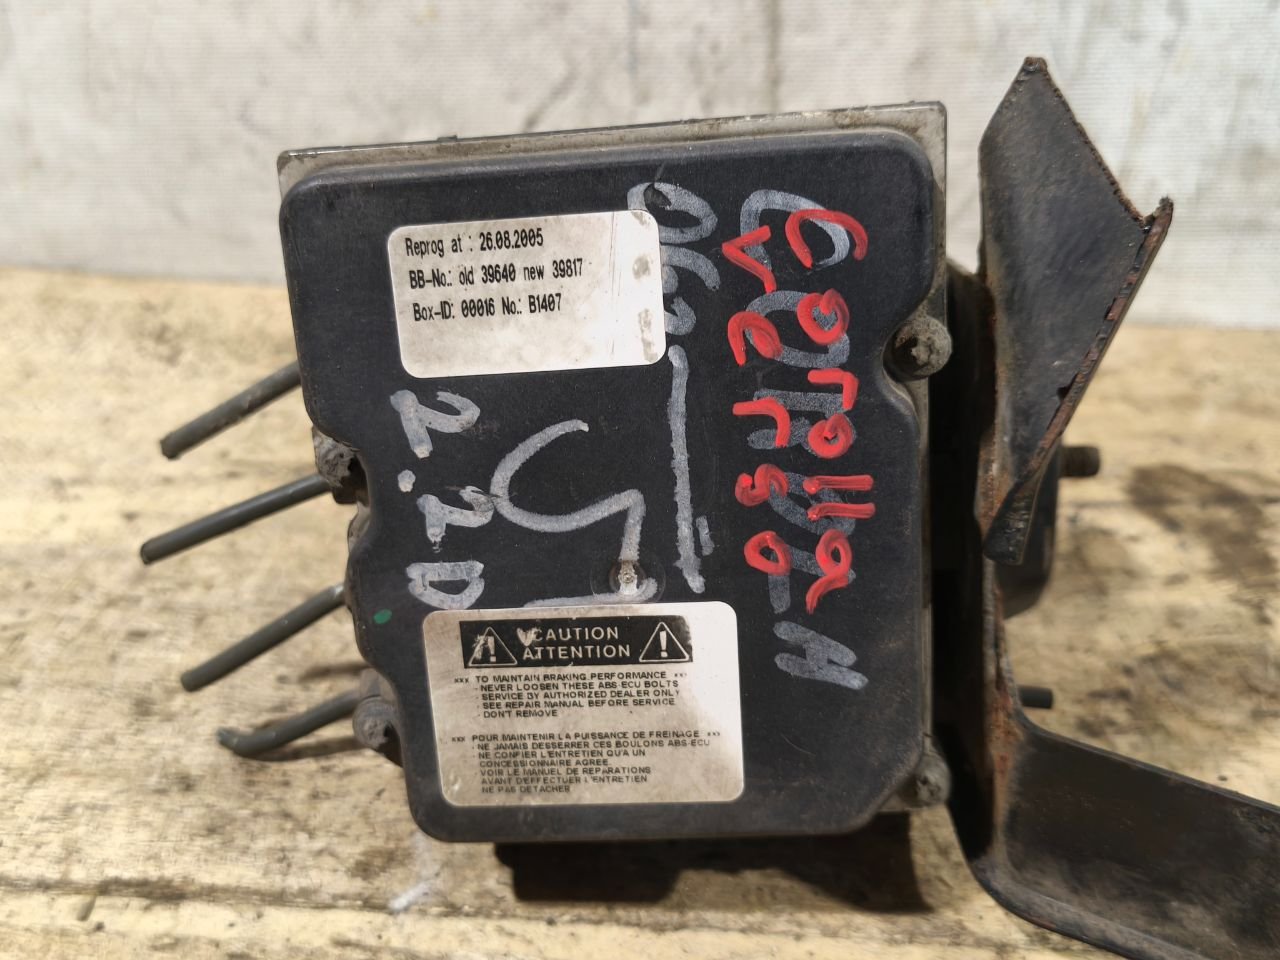 Reprog at : 26.08.2005
BB-No.: old 39640 new 39817
Box-ID: 00016 No.: B1407
2.2D
CAUTION
ATTENTION
*** TO MAINTAIN BRAKING PERFORMANCE ***
- NEVER LOOSEN THESE ABS-ECU BOLTS
- SERVICE BY AUTHORIZED DEALER ONLY
- SEE REPAIR MANUAL BEFORE SERVICE
- DON'T REMOVE
*** POUR MAINTENIR LA PUISSANCE DE FREINAGE ***
- NE JAMAIS DESSERRER CES BOULONS ABS-ECU
- NE CONFIER L'ENTRETIEN QU'A UN
CONCESSIONNAIRE AGREE.
- VOIR LE MANUEL DE REPARATIONS
AVANT D'EFFECTUER L'ENTRETIEN
NE PAS DETACHER